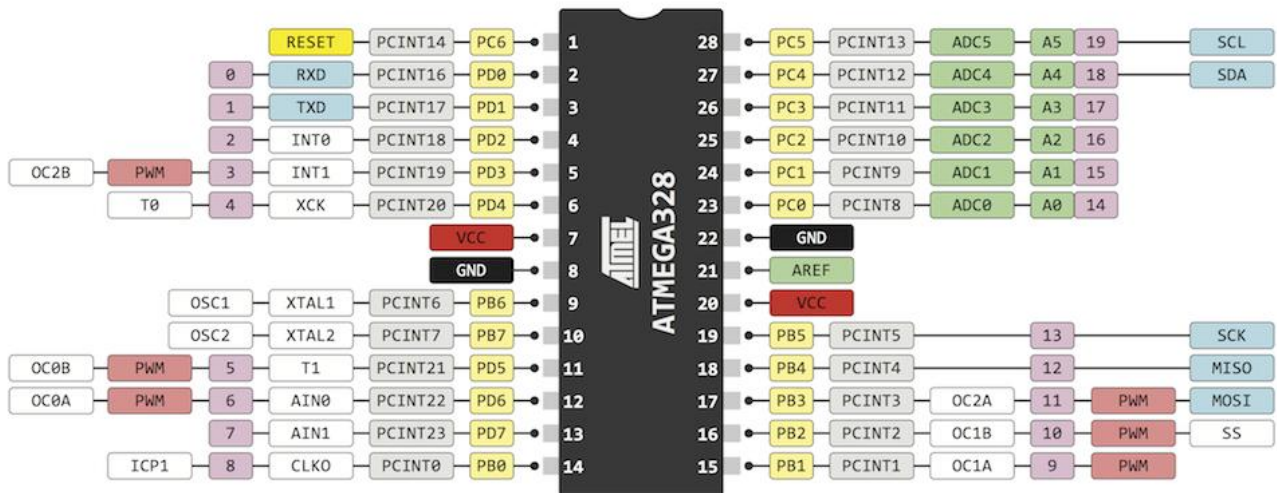 RESET PCINT14 PC6 1 28 PC5 PCINT13 ADC5 A5 19 SCL
0 RXD PCINT16 PD0 2 27 PC4 PCINT12 ADC4 A4 18 SDA
1 TXD PCINT17 PD1 3 26 PC3 PCINT11 ADC3 A3 17
2 INT0 PCINT18 PD2 4 25 PC2 PCINT10 ADC2 A2 16
OC2B PWM 3 INT1 PCINT19 PD3 5 24 PC1 PCINT9 ADC1 A1 15
T0 4 XCK PCINT20 PD4 6 23 PC0 PCINT8 ADC0 A0 14
VCC 7 22 GND
GND 8 21 AREF
OSC1 XTAL1 PCINT6 PB6 9 20 VCC
OSC2 XTAL2 PCINT7 PB7 10 19 PB5 PCINT5 13 SCK
OC0B PWM 5 T1 PCINT21 PD5 11 18 PB4 PCINT4 12 MISO
OC0A PWM 6 AIN0 PCINT22 PD6 12 17 PB3 PCINT3 OC2A 11 PWM MOSI
7 AIN1 PCINT23 PD7 13 16 PB2 PCINT2 OC1B 10 PWM SS
ICP1 8 CLKO PCINT0 PB0 14 15 PB1 PCINT1 OC1A 9 PWM
ATMEL
ATMEGA328